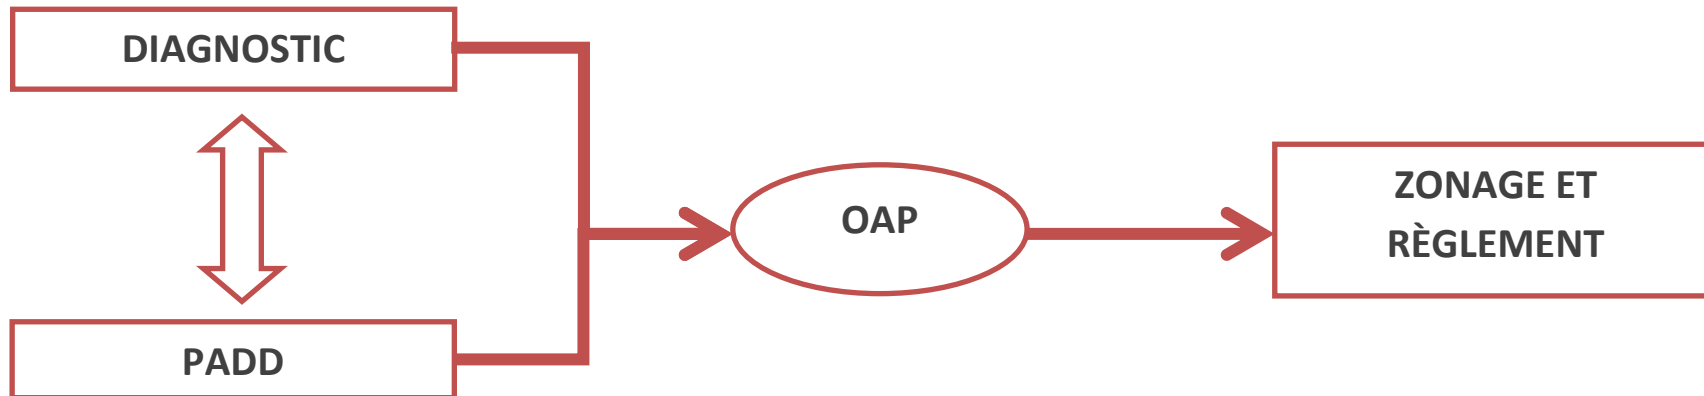 DIAGNOSTIC
PADD
OAP
ZONAGE ET
RÈGLEMENT